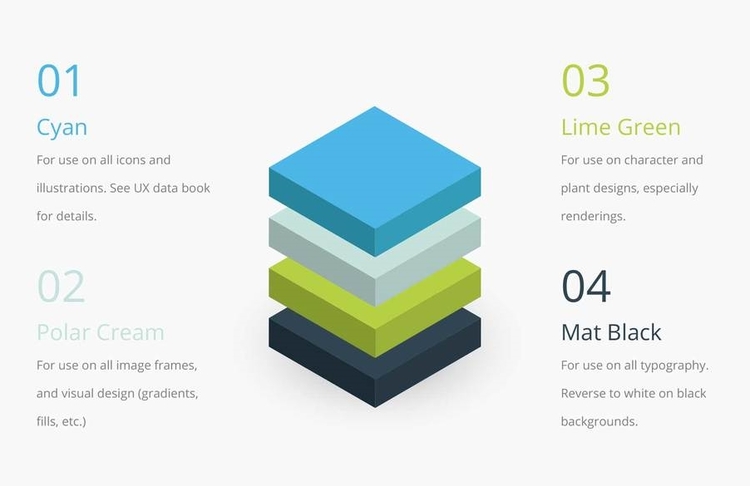 01
Cyan
For use on all icons and
illustrations. See UX data book
for details.
02
Polar Cream
For use on all image frames,
and visual design (gradients,
fills, etc.)
03
Lime Green
For use on character and
plant designs, especially
renderings.
04
Mat Black
For use on all typography.
Reverse to white on black
backgrounds.